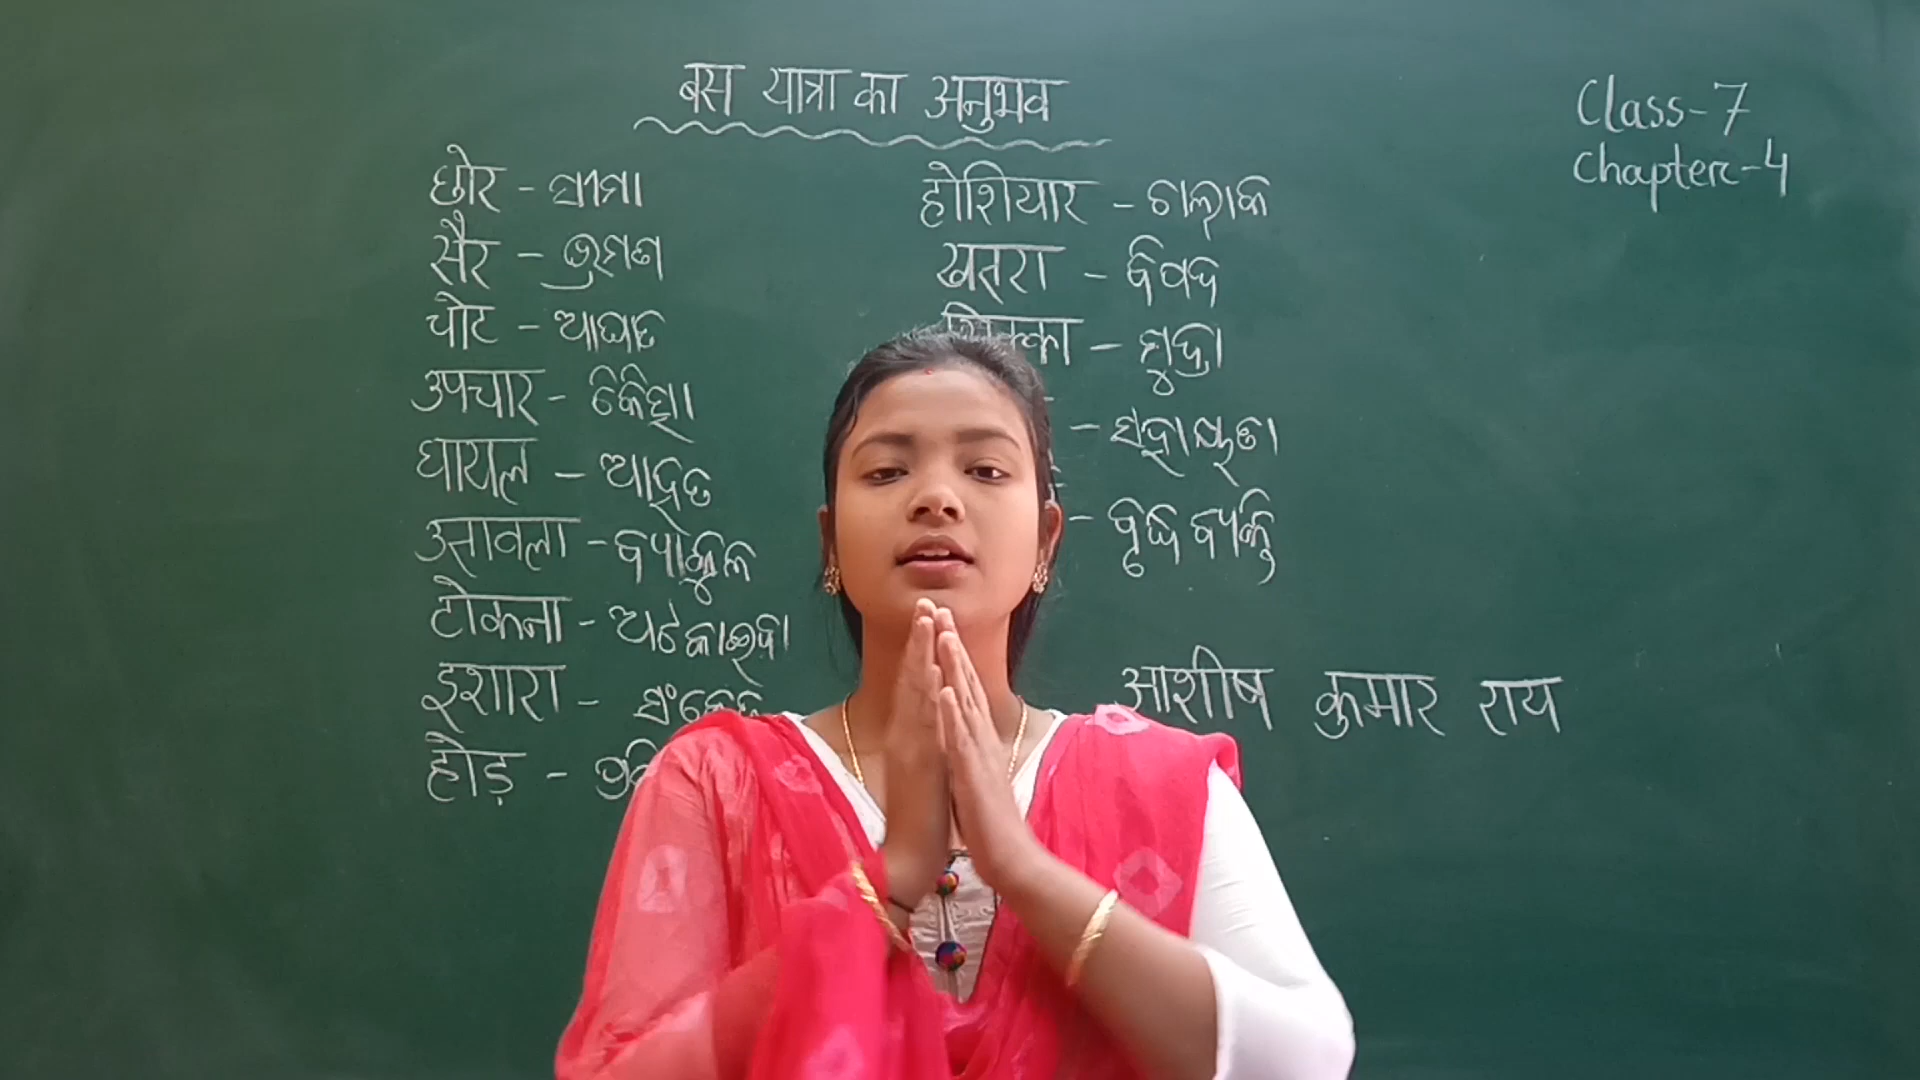 बस यात्रा का अनुभव
Class-7
Chapter-4
छोर - ସୀମା
सैर - ଭ୍ରମଣ
चोट - ଆଘାତ
उपचार - ଚିକିତ୍ସା
घायल - ଆହତ
उतावला - ବ୍ୟାକୁଳ
टोकना - ଅଟକାଇବା
इशारा - ସଂକେତ
होड़ -
होशियार - ଚାଲାକ
खतरा - ବିପଦ
सिक्का - ମୁଦ୍ରା
-
- ବୃଦ୍ଧ ବ୍ୟକ୍ତି
आशीष कुमार राय